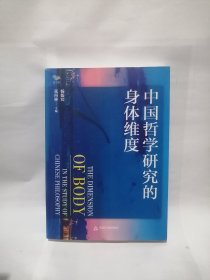 中国哲学研究的
身体维度
THE DIMENSION
OF BODY
IN THE STUDY OF
CHINESE PHILOSOPHY